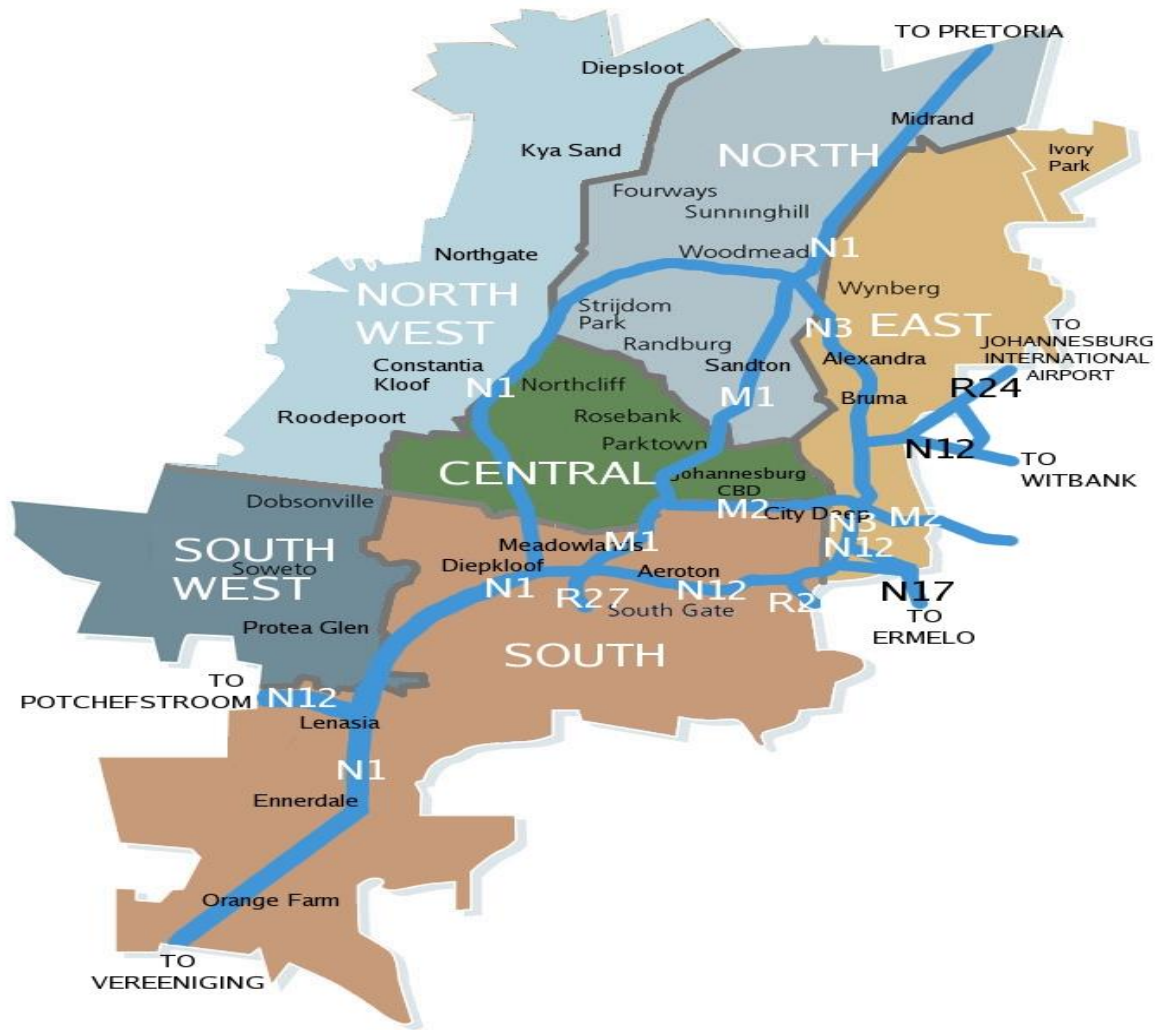 TO PRETORIA
Diepsloot
Midrand
Kya Sand
NORTH
Ivory
Park
Fourways
Sunninghill
Woodmead
N1
Northgate
NORTH
WEST
Wynberg
Strijdom
Park
N3
EAST
TO
JOHANNESBURG
INTERNATIONAL
AIRPORT
Randburg
Constantia
Kloof
N1
Northcliff
Sandton
Alexandra
M1
Bruma
R24
Roodepoort
Rosebank
Parktown
N12
CENTRAL
Johannesburg
CBD
TO
WITBANK
Dobsonville
M2
City Deep
N3
M2
SOUTH
WEST
Soweto
Meadowlands
M1
N12
Diepkloof
N1
R27
Aeroton
N12
R2
N17
South Gate
TO
ERMELO
Protea Glen
SOUTH
TO
POTCHEFSTROOM
N12
Lenasia
N1
Ennerdale
Orange Farm
TO
VEREENIGING